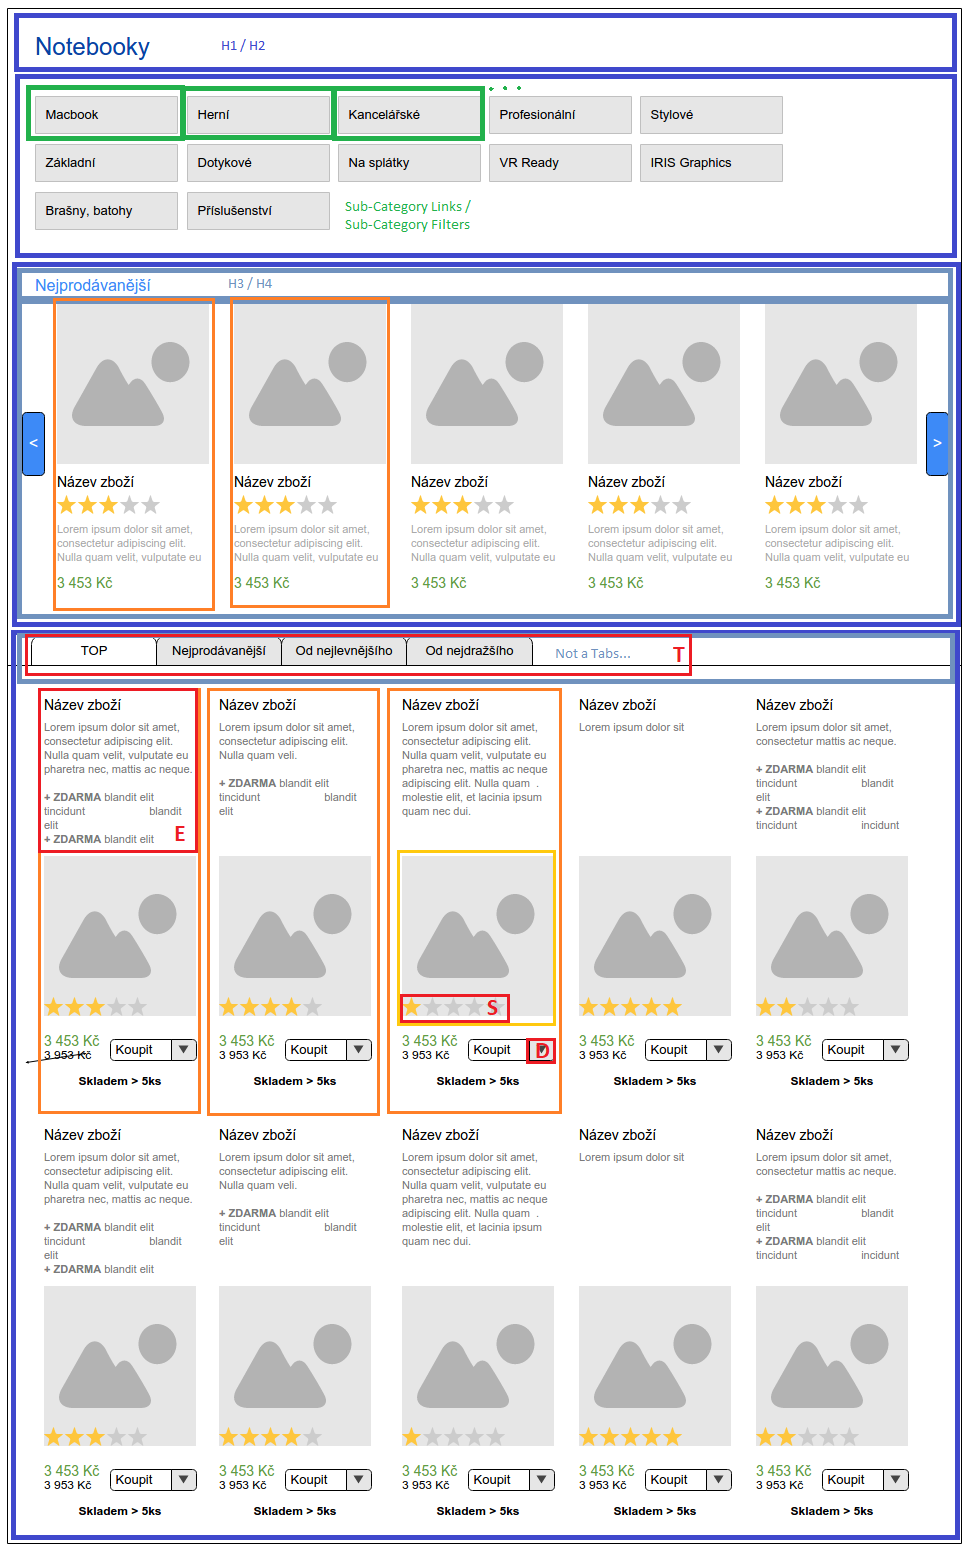 Notebooky H1 / H2
Macbook Herní Kancelářské Profesionální Stylové
Základní Dotykové Na splátky VR Ready IRIS Graphics
Brašny, batohy Příslušenství Sub-Category Links /
Sub-Category Filters
Nejprodávanější H3 / H4
< >
Název zboží Název zboží Název zboží Název zboží Název zboží
Lorem ipsum dolor sit amet, Lorem ipsum dolor sit amet, Lorem ipsum dolor sit amet, Lorem ipsum dolor sit amet, Lorem ipsum dolor sit amet,
consectetur adipiscing elit. consectetur adipiscing elit. consectetur adipiscing elit. consectetur adipiscing elit. consectetur adipiscing elit.
Nulla quam velit, vulputate eu Nulla quam velit, vulputate eu Nulla quam velit, vulputate eu Nulla quam velit, vulputate eu Nulla quam velit, vulputate eu
3 453 Kč 3 453 Kč 3 453 Kč 3 453 Kč 3 453 Kč
TOP Nejprodávanější Od nejlevnějšího Od nejdražšího Not a Tabs... T
Název zboží Název zboží Název zboží Název zboží Název zboží
Lorem ipsum dolor sit amet, Lorem ipsum dolor sit amet, Lorem ipsum dolor sit amet, Lorem ipsum dolor sit Lorem ipsum dolor sit amet,
consectetur adipiscing elit. consectetur adipiscing elit. consectetur adipiscing elit. consectetur mattis ac neque.
Nulla quam velit, vulputate eu Nulla quam veli. Nulla quam velit, vulputate eu
pharetra nec, mattis ac neque. pharetra nec, mattis ac neque + ZDARMA blandit elit
+ ZDARMA blandit elit adipiscing elit. Nulla quam . tincidunt blandit
+ ZDARMA blandit elit tincidunt blandit molestie elit, et lacinia ipsum elit
tincidunt blandit elit quam nec dui. + ZDARMA blandit elit
elit tincidunt incidunt
+ ZDARMA blandit elit E
S
3 453 Kč 3 453 Kč 3 453 Kč 3 453 Kč 3 453 Kč
3 953 Kč Koupit 3 953 Kč Koupit 3 953 Kč Koupit D 3 953 Kč Koupit 3 953 Kč Koupit
Skladem > 5ks Skladem > 5ks Skladem > 5ks Skladem > 5ks Skladem > 5ks
Název zboží Název zboží Název zboží Název zboží Název zboží
Lorem ipsum dolor sit amet, Lorem ipsum dolor sit amet, Lorem ipsum dolor sit amet, Lorem ipsum dolor sit Lorem ipsum dolor sit amet,
consectetur adipiscing elit. consectetur adipiscing elit. consectetur adipiscing elit. consectetur mattis ac neque.
Nulla quam velit, vulputate eu Nulla quam veli. Nulla quam velit, vulputate eu
pharetra nec, mattis ac neque. pharetra nec, mattis ac neque + ZDARMA blandit elit
+ ZDARMA blandit elit adipiscing elit. Nulla quam . tincidunt blandit
+ ZDARMA blandit elit tincidunt blandit molestie elit, et lacinia ipsum elit
tincidunt blandit elit quam nec dui. + ZDARMA blandit elit
elit tincidunt incidunt
+ ZDARMA blandit elit
3 453 Kč 3 453 Kč 3 453 Kč 3 453 Kč 3 453 Kč
3 953 Kč Koupit 3 953 Kč Koupit 3 953 Kč Koupit 3 953 Kč Koupit 3 953 Kč Koupit
Skladem > 5ks Skladem > 5ks Skladem > 5ks Skladem > 5ks Skladem > 5ks